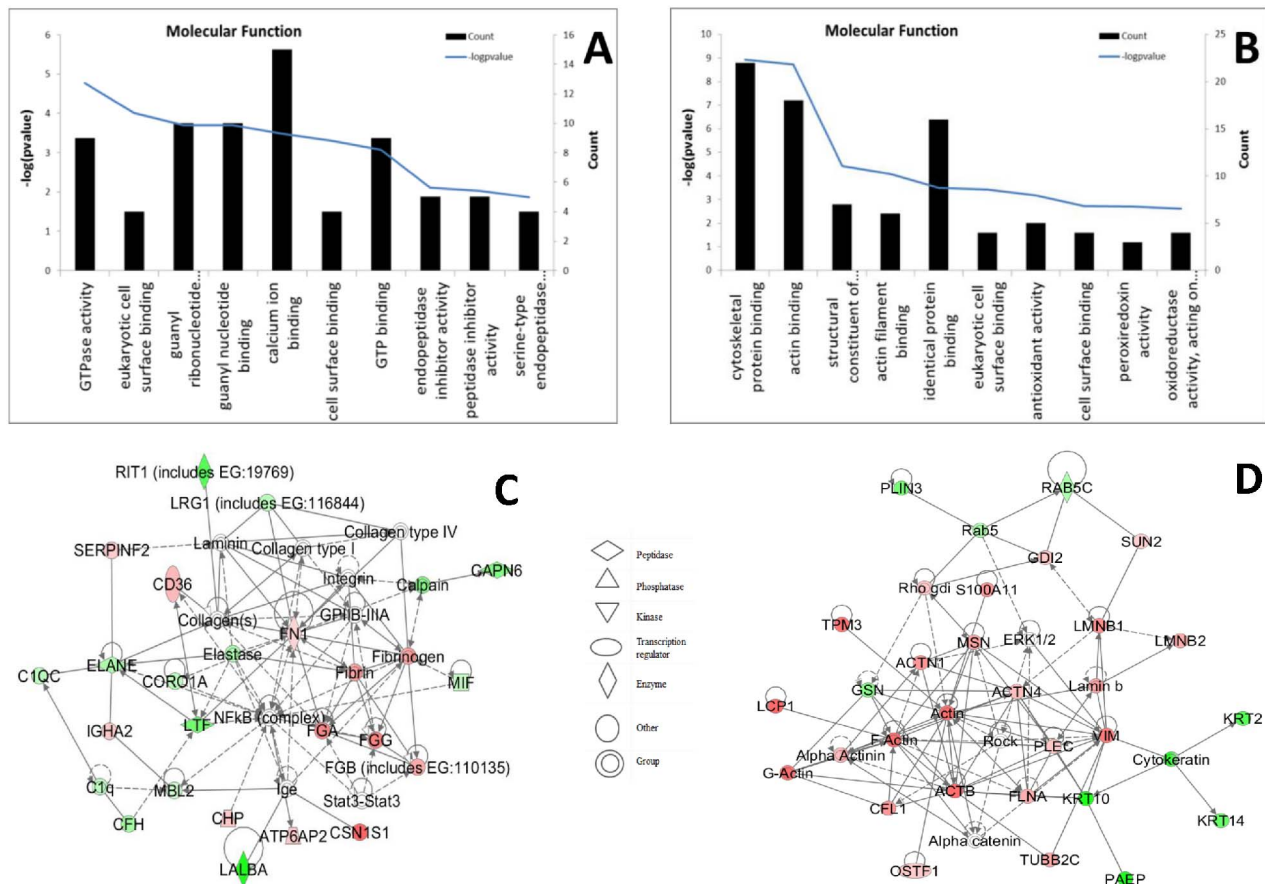 Molecular Function
A
Count
-logpvalue
-log(pvalue)
Count
6
5
4
3
2
1
0
16
14
12
10
8
6
4
2
0
GTPase activity
eukaryotic cell
surface binding
guanyl
ribonucleotide...
guanyl nucleotide
binding
calcium ion
binding
cell surface binding
GTP binding
endopeptidase
inhibitor activity
peptidase inhibitor
activity
serine-type
endopeptidase...
Molecular Function
B
Count
-logpvalue
-log(pvalue)
Count
10
9
8
7
6
5
4
3
2
1
0
25
20
15
10
5
0
cytoskeletal
protein binding
actin binding
structural
constituent of...
actin filament
binding
identical protein
binding
eukaryotic cell
surface binding
antioxidant activity
cell surface binding
peroxiredoxin
activity
oxidoreductase
activity, acting on...
C
RIT1 (includes EG:19769)
LRG1 (includes EG:116844)
Collagen type IV
Laminin
Collagen type I
SERPINF2
Integrin
CD36
Calpain
CAPN6
Collagen(s)
GPIIB-IIIA
FN1
Elastase
Fibrinogen
ELANE
Fibrin
C1QC
CORO1A
MIF
LTF
NFkB (complex)
IGHA2
FGA
FGG
FGB (includes EG:110135)
C1q
MBL2
Ige
Stat3-Stat3
CFH
CHP
ATP6AP2
CSN1S1
LALBA
Peptidase
Phosphatase
Kinase
Transcription
regulator
Enzyme
Other
Group
D
PLIN3
RAB5C
Rab5
SUN2
GDI2
Rho gdi
S100A11
TPM3
MSN
ERK1/2
LMNB1
LMNB2
ACTN1
GSN
ACTN4
Lamin b
LCP1
Actin
KRT2
F Actin
Rock
PLEC
VIM
Alpha Actinin
Cytokeratin
G-Actin
ACTB
FLNA
KRT10
CFL1
KRT14
Alpha catenin
TUBB2C
OSTF1
PAEP